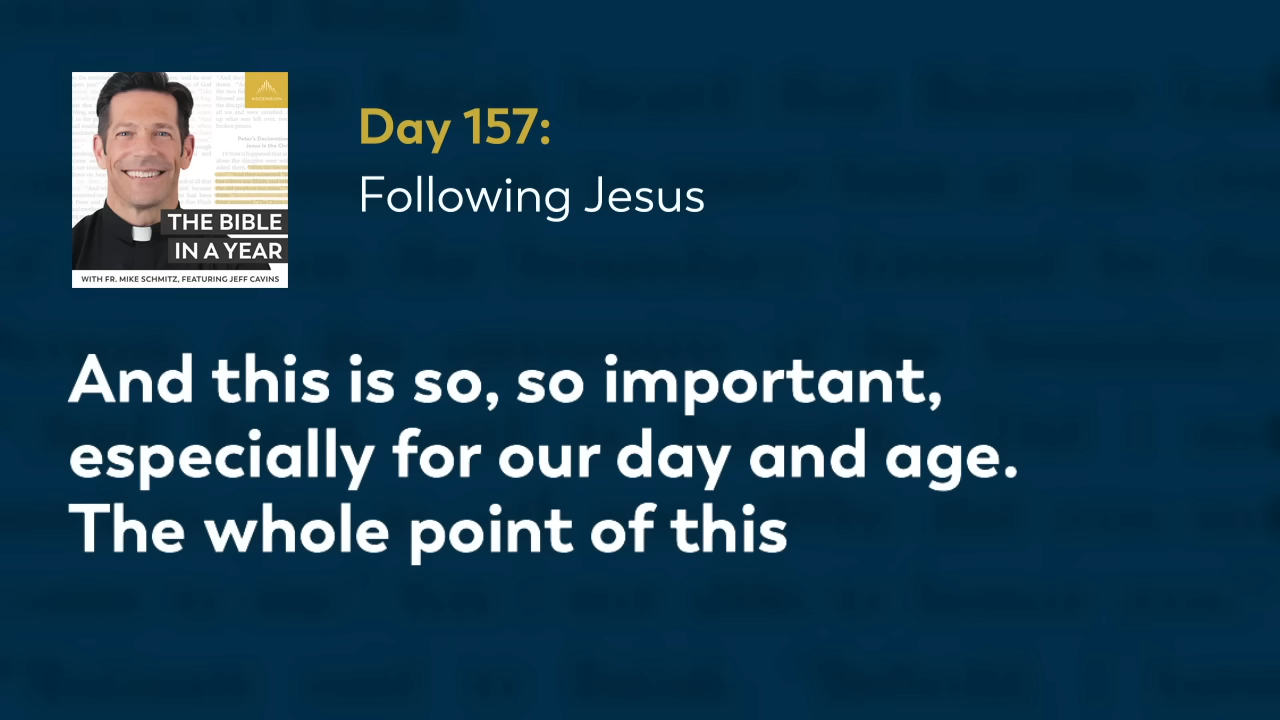 ASCENSION
THE BIBLE
IN A YEAR
WITH FR. MIKE SCHMITZ, FEATURING JEFF CAVINS
Day 157:
Following Jesus
And this is so, so important,
especially for our day and age.
The whole point of this